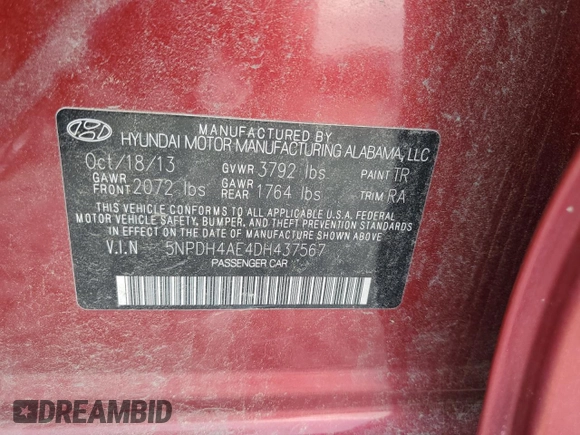 MANUFACTURED BY
HYUNDAI MOTOR MANUFACTURING ALABAMA, LLC
Oct/18/13 GVWR 3792 lbs PAINT TR
GAWR FRONT 2072 lbs GAWR REAR 1764 lbs TRIM RA
THIS VEHICLE CONFORMS TO ALL APPLICABLE U.S.A. FEDERAL
MOTOR VEHICLE SAFETY, BUMPER, AND THEFT PREVENTION STANDARDS
IN EFFECT ON THE DATE OF MANUFACTURE SHOWN ABOVE.
V.I.N 5NPDH4AE4DH437567
PASSENGER CAR
DREAMBID